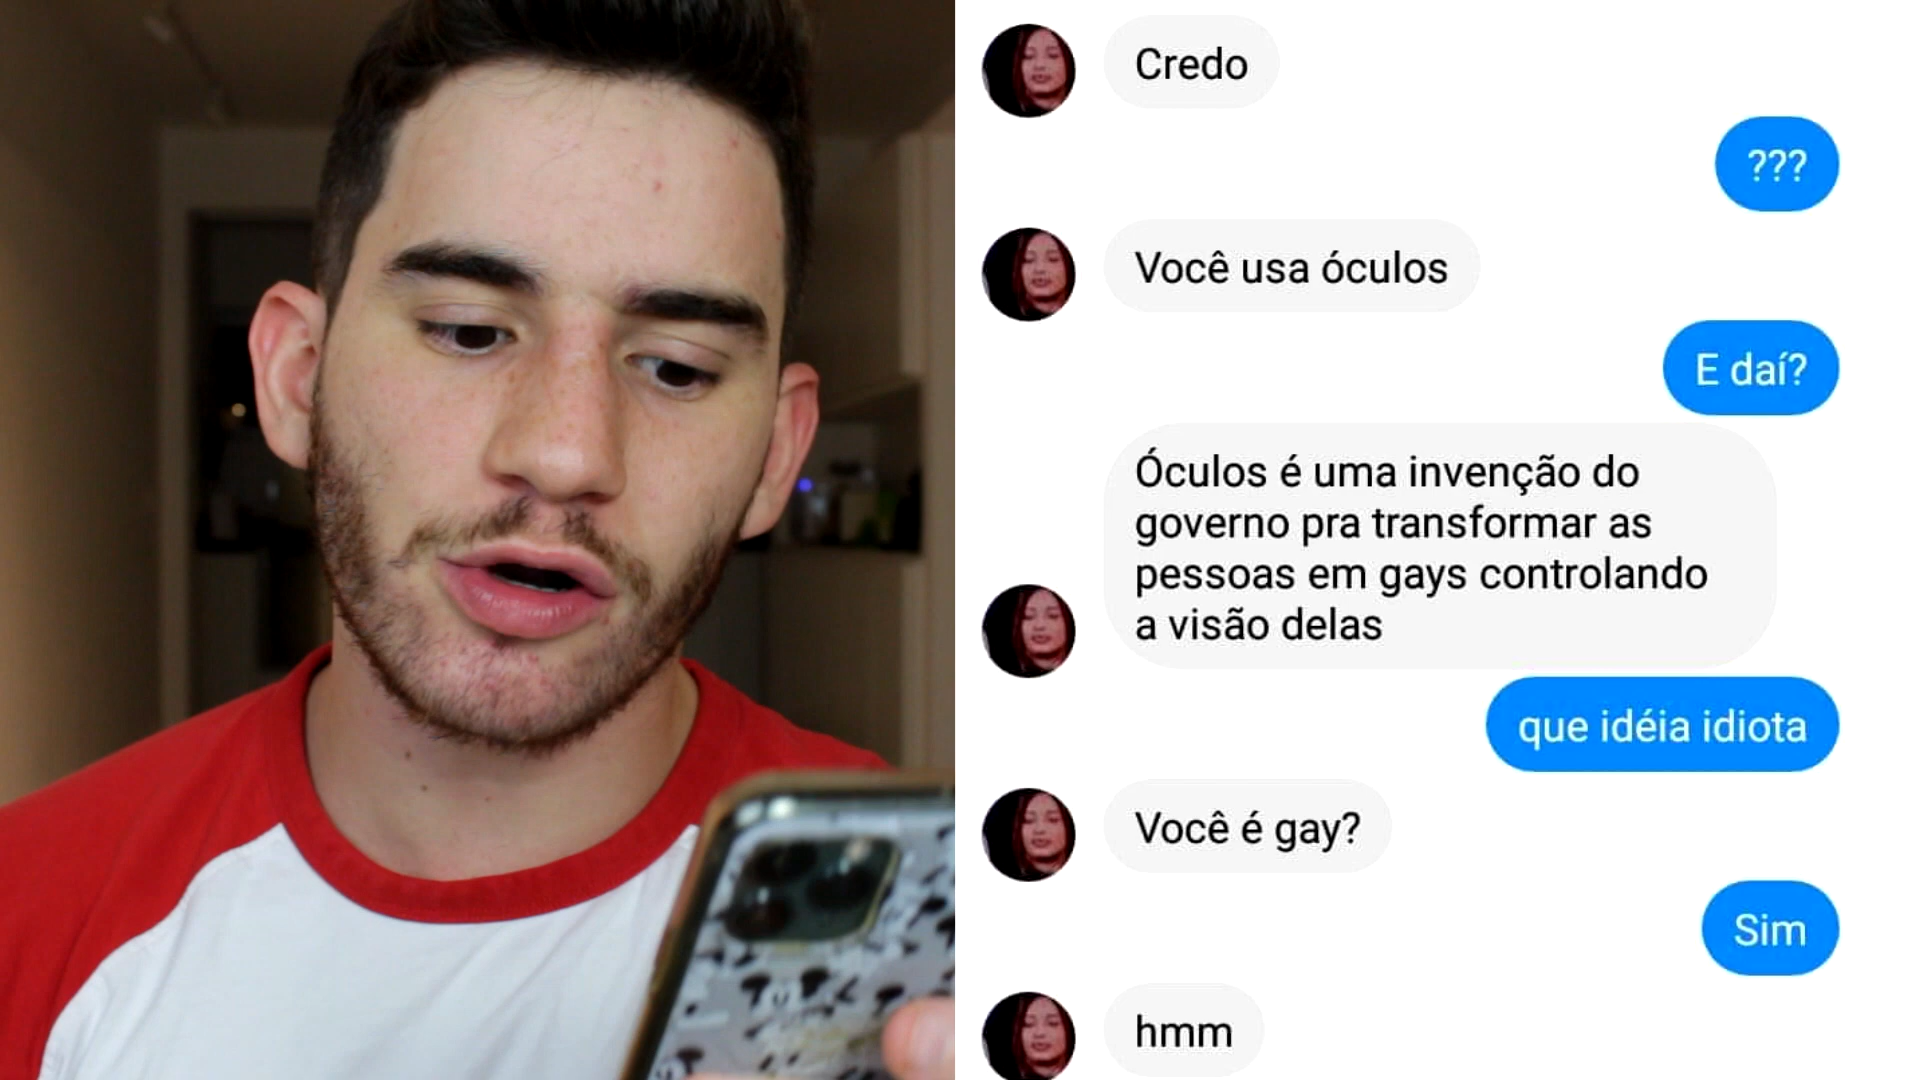 Credo
???
Você usa óculos
E daí?
Óculos é uma invenção do
governo pra transformar as
pessoas em gays controlando
a visão delas
que idéia idiota
Você é gay?
Sim
hmm